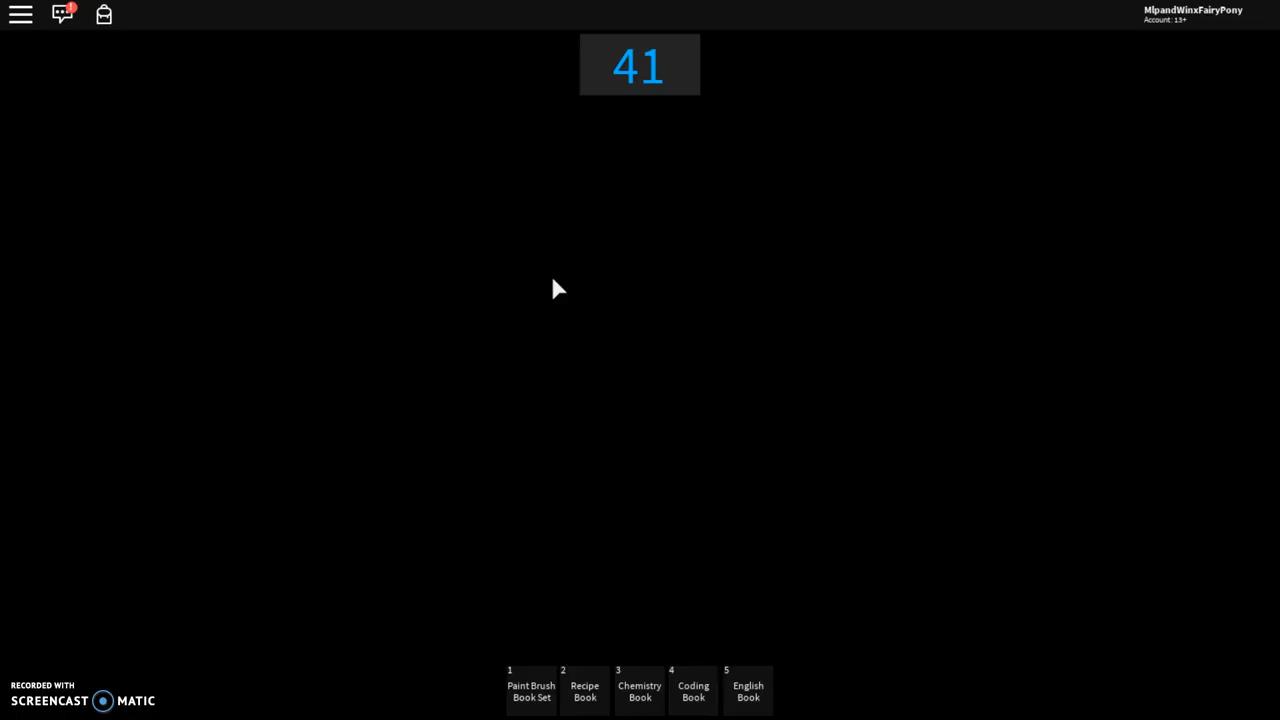 MlpandWinxFairyPony
Account: 13+
!
41
1
Paint Brush
Book Set
2
Recipe
Book
3
Chemistry
Book
4
Coding
Book
5
English
Book
RECORDED WITH
SCREENCAST MATIC